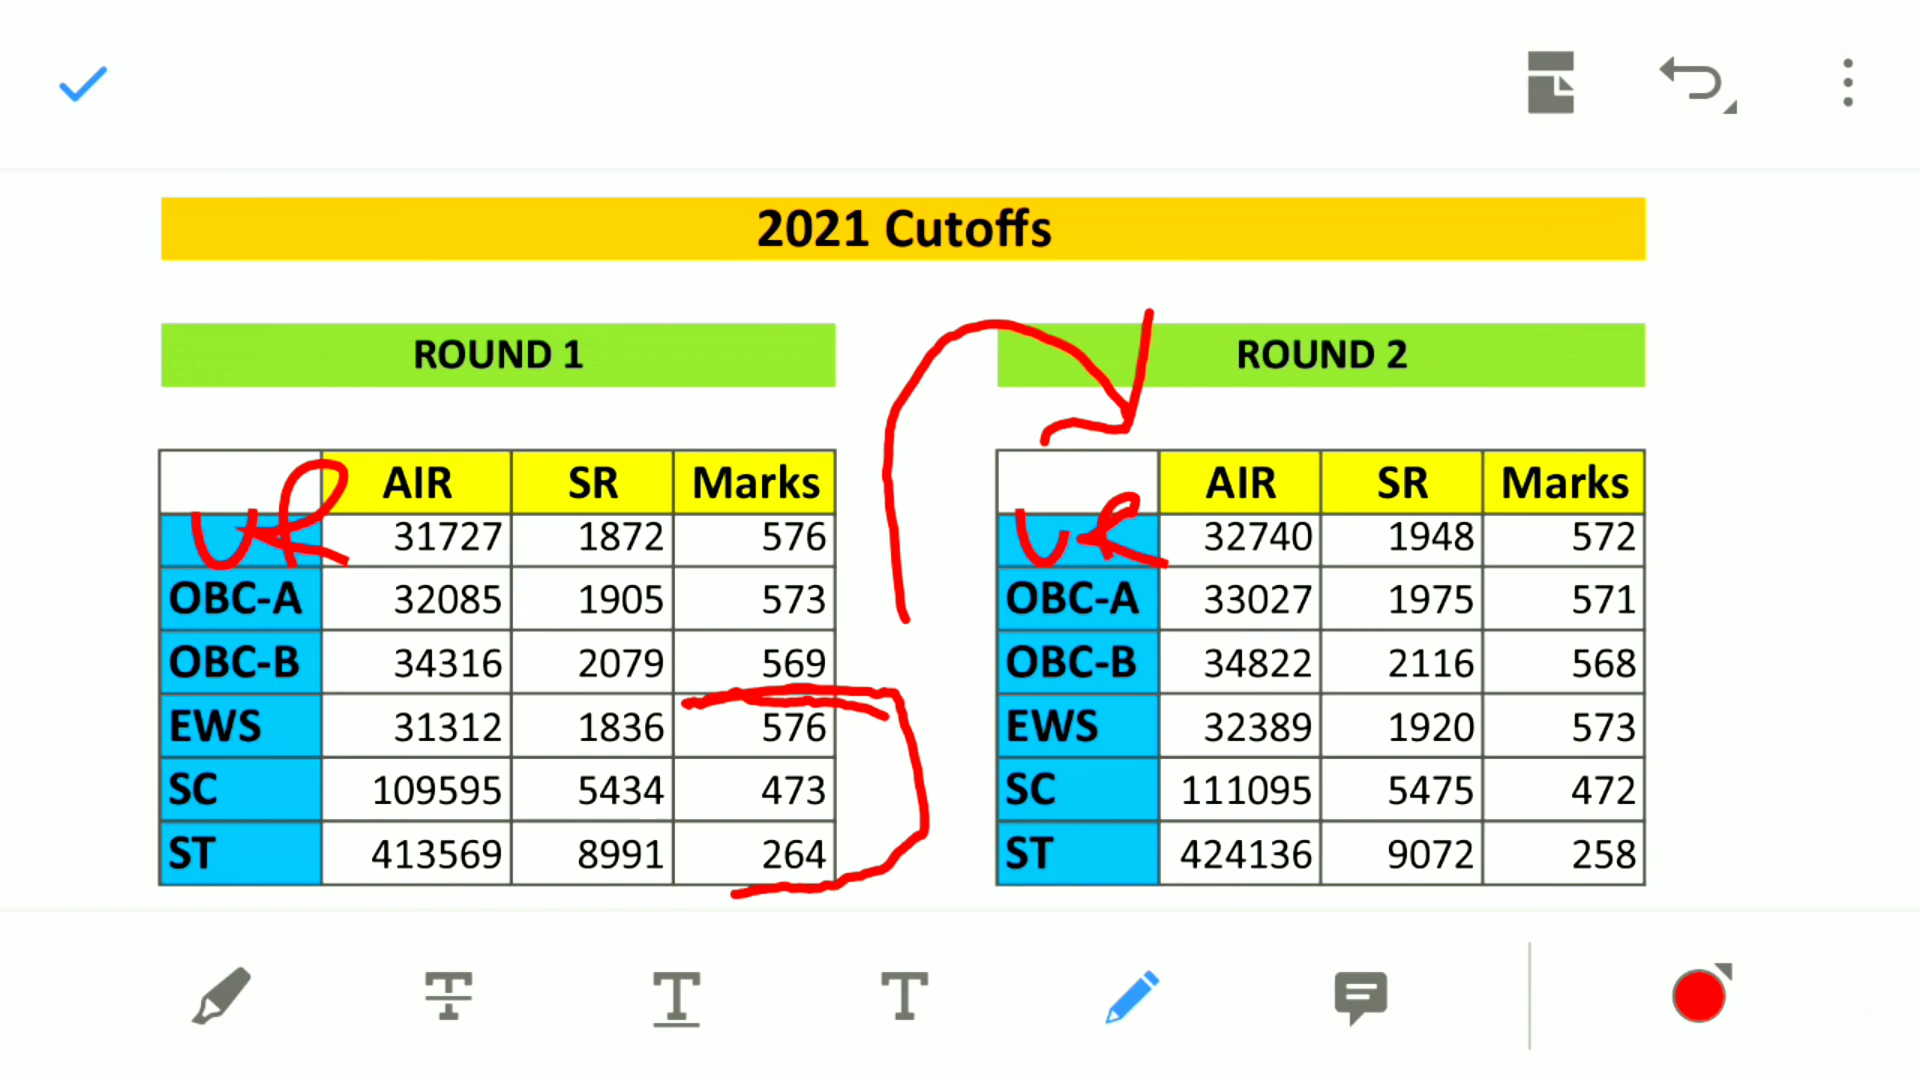 2021 Cutoffs
ROUND 1
AIR SR Marks
UR 31727 1872 576
OBC-A 32085 1905 573
OBC-B 34316 2079 569
EWS 31312 1836 576
SC 109595 5434 473
ST 413569 8991 264
ROUND 2
AIR SR Marks
UR 32740 1948 572
OBC-A 33027 1975 571
OBC-B 34822 2116 568
EWS 32389 1920 573
SC 111095 5475 472
ST 424136 9072 258